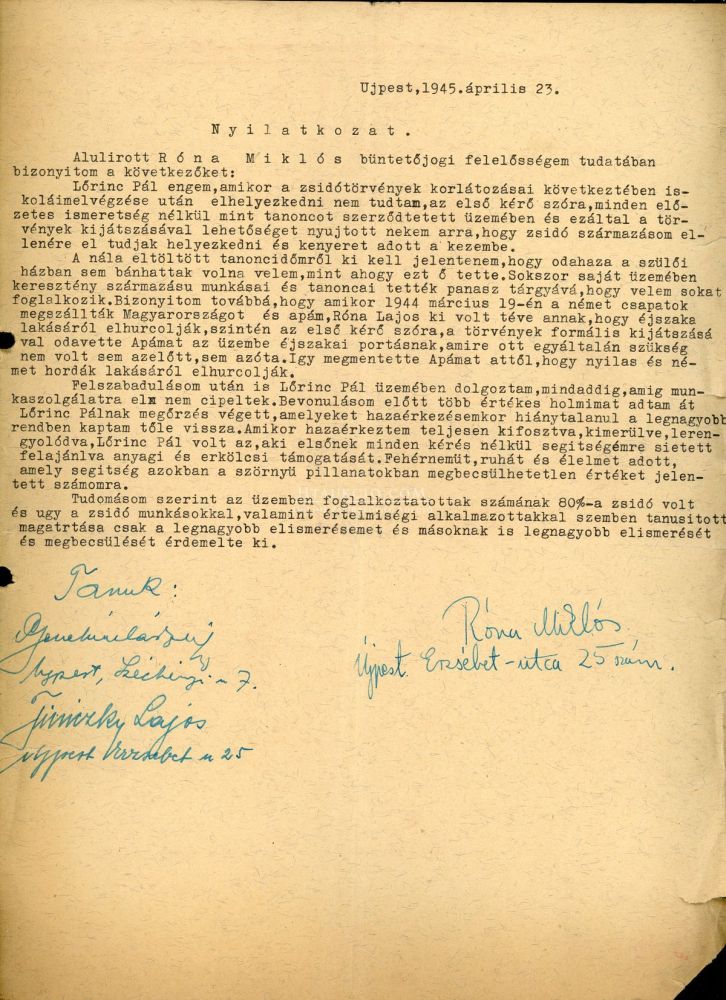 Ujpest,1945.április 23.
Nyilatkozat.
Alulirott Róna Miklós büntetőjogi felelősségem tudatában
bizonyitom a következőket:
Lőrinc Pál engem,amikor a zsidótörvények korlátozásai következtében is-
koláimelvégzése után elhelyezkedni nem tudtam,az első kérő szóra,minden elő-
zetes ismeretség nélkül mint tanoncot szerződtetett üzemében és ezáltal a tör-
vények kijátszásával lehetőséget nyujtott nekem arra,hogy zsidó származásom el-
lenére el tudjak helyezkedni és kenyeret adott a kezembe.
A nála eltöltött tanoncidőmről ki kell jelentenem,hogy odahaza a szülői
házban sem bánhattak volna velem,mint ahogy ezt ő tette.Sokszor saját üzemében
keresztény származásu munkásai és tanoncai tették panasz tárgyává,hogy velem sokat
foglalkozik.Bizonyitom továbbá,hogy amikor 1944 március 19-én a német csapatok
megszállták Magyarországot és apám,Róna Lajos ki volt téve annak,hogy éjszaka
lakásáról elhurcolják,szintén az első kérő szóra,a törvények formális kijátszásá
val odavette Apámat az üzembe éjszakai portásnak,amire ott egyáltalán szükség
nem volt sem azelőtt,sem azóta.Igy megmentette Apámat attól,hogy nyilas és né-
met hordák lakásáról elhurcolják.
Felszabadulásom után is Lőrinc Pál üzemében dolgoztam,mindaddig,amig mun-
kaszolgálatra el nem cipeltek.Bevonulásom előtt több értékes holmimat adtam át
Lőrinc Pálnak megőrzés végett,amelyeket hazaérkezésemkor hiánytalanul a legnagyobb
rendben kaptam tőle vissza.Amikor hazaérkeztem teljesen kifosztva,kimerülve,leron-
gyolódva,Lőrinc Pál volt az,aki elsőnek minden kérés nélkül segitségémre sietett
felajánlva anyagi és erkölcsi támogatását.Fehérnemüt,ruhát és élelmet adott,
amely segitség azokban a szörnyü pillanatokban megbecsülhetetlen értéket jelen-
tett számomra.
Tudomásom szerint az üzemben foglalkoztatottak számának 80%-a zsidó volt
és ugy a zsidó munkásokkal,valamint értelmiségi alkalmazottakkal szemben tanusitott
magatrtása csak a legnagyobb elismerésemet és másoknak is legnagyobb elismerését
és megbecsülését érdemelte ki.
Tanuk:
Róna Miklós
Újpest Erzsébet-utca 25 szám.
Ujpest, Széchenyi u 7.
Lajos
Ujpest Erzsebet u 25